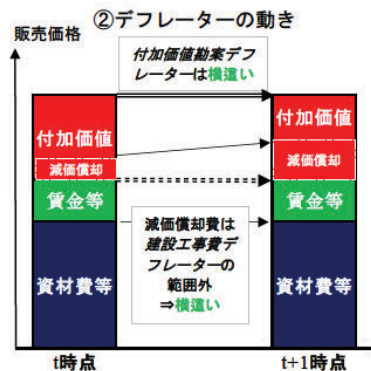 ②デフレーターの動き
販売価格
付加価値勘案デフ
レーターは横這い
付加価値
減価償却
賃金等
資材費等
減価償却費は
建設工事費デ
フレーターの
範囲外
⇒横這い
付加価値
減価償却
賃金等
資材費等
t時点
t+1時点